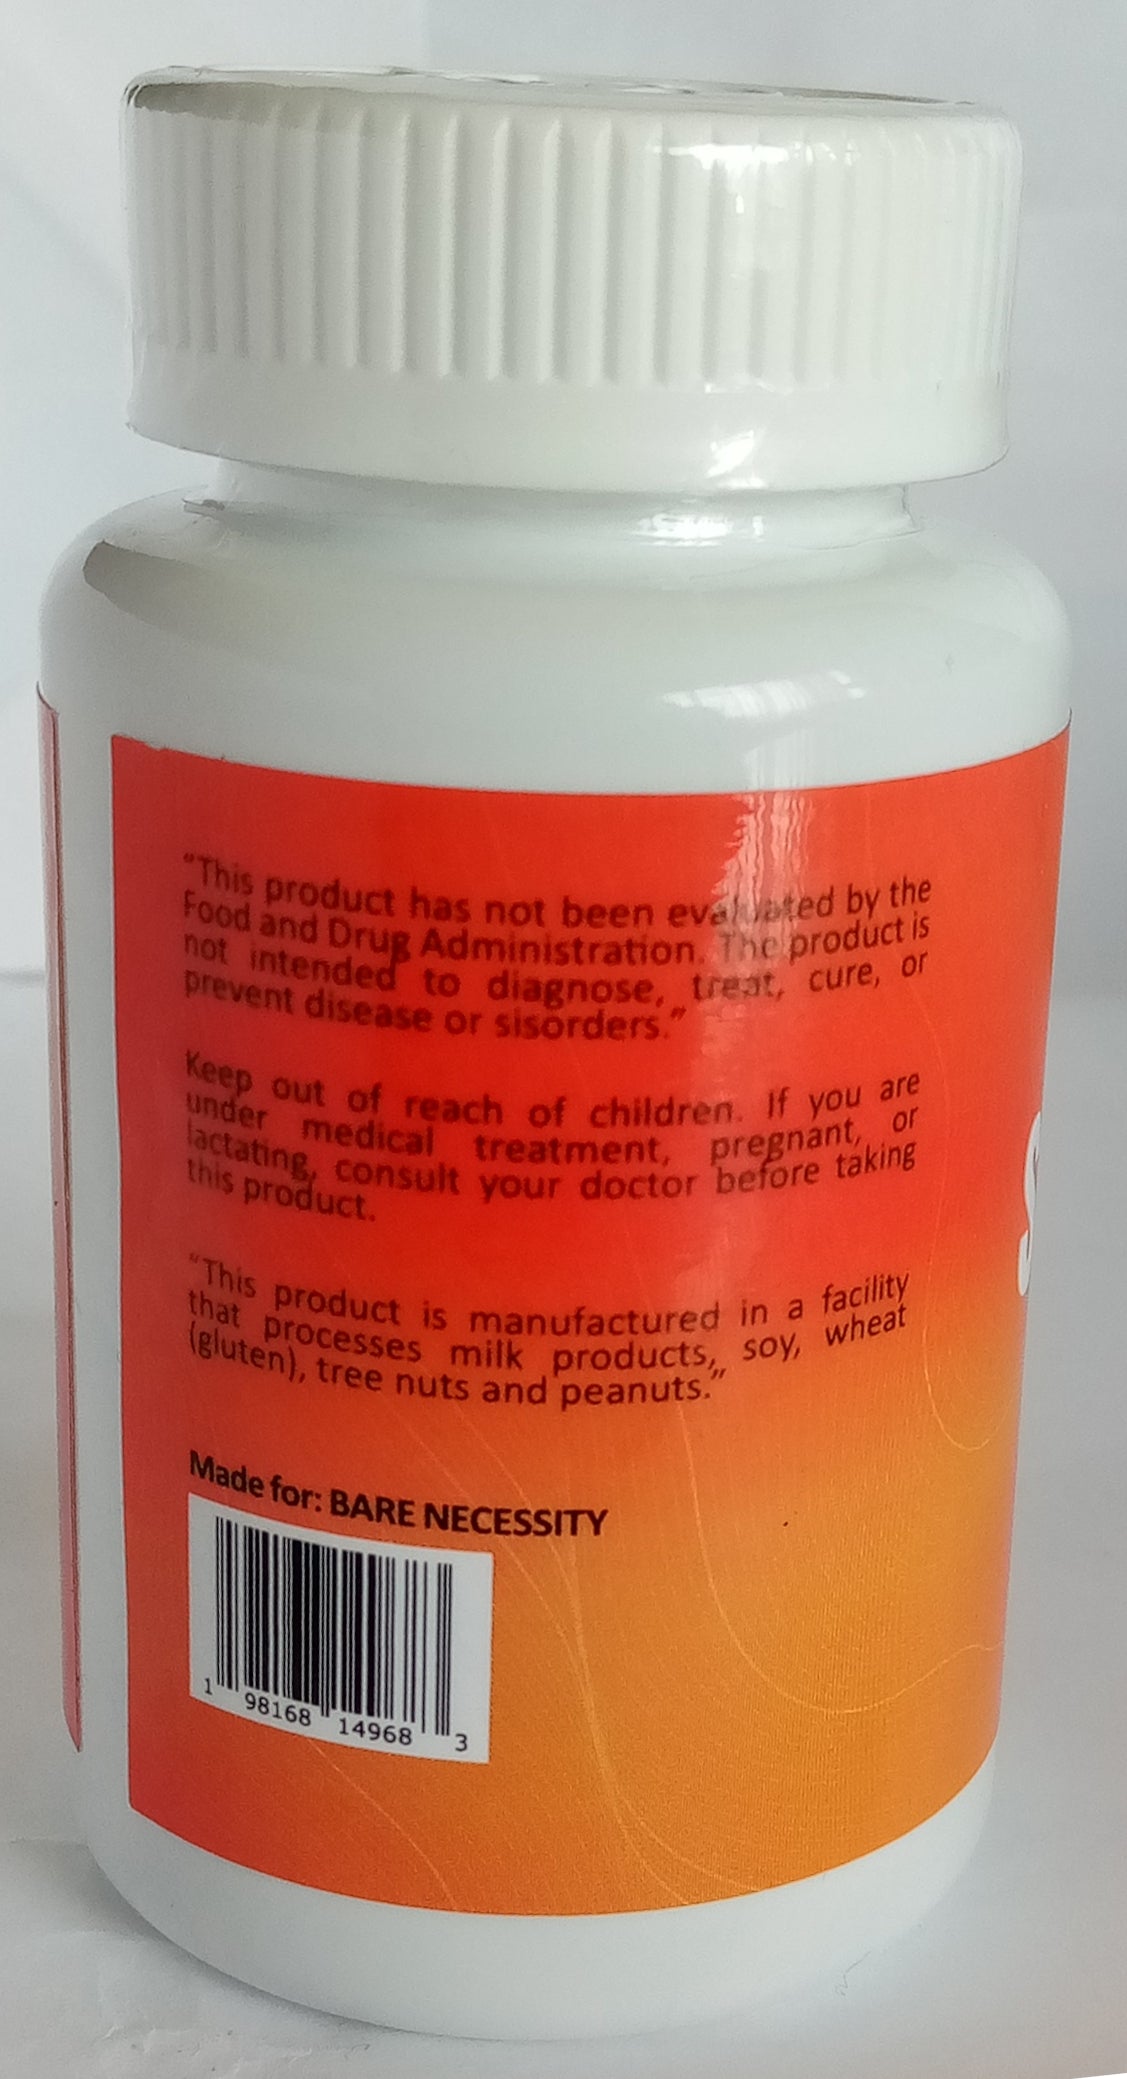 “This product has not been evaluated by the
Food and Drug Administration. The product is
not intended to diagnose, treat, cure, or
prevent disease or sisorders.”
Keep out of reach of children. If you are
under medical treatment, pregnant, or
lactating, consult your doctor before taking
this product.
“This product is manufactured in a facility
that processes milk products, soy, wheat
(gluten), tree nuts and peanuts.”
Made for: BARE NECESSITY
1 98168 14968 3